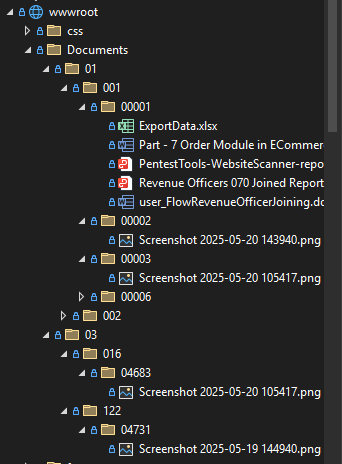 wwwroot
css
Documents
01
001
00001
ExportData.xlsx
Part - 7 Order Module in ECommer
PentestTools-WebsiteScanner-repo
Revenue Officers 070 Joined Report
user_FlowRevenueOfficerJoining.do
00002
Screenshot 2025-05-20 143940.png
00003
Screenshot 2025-05-20 105417.png
00006
002
03
016
04683
Screenshot 2025-05-20 105417.png
122
04731
Screenshot 2025-05-19 144940.png